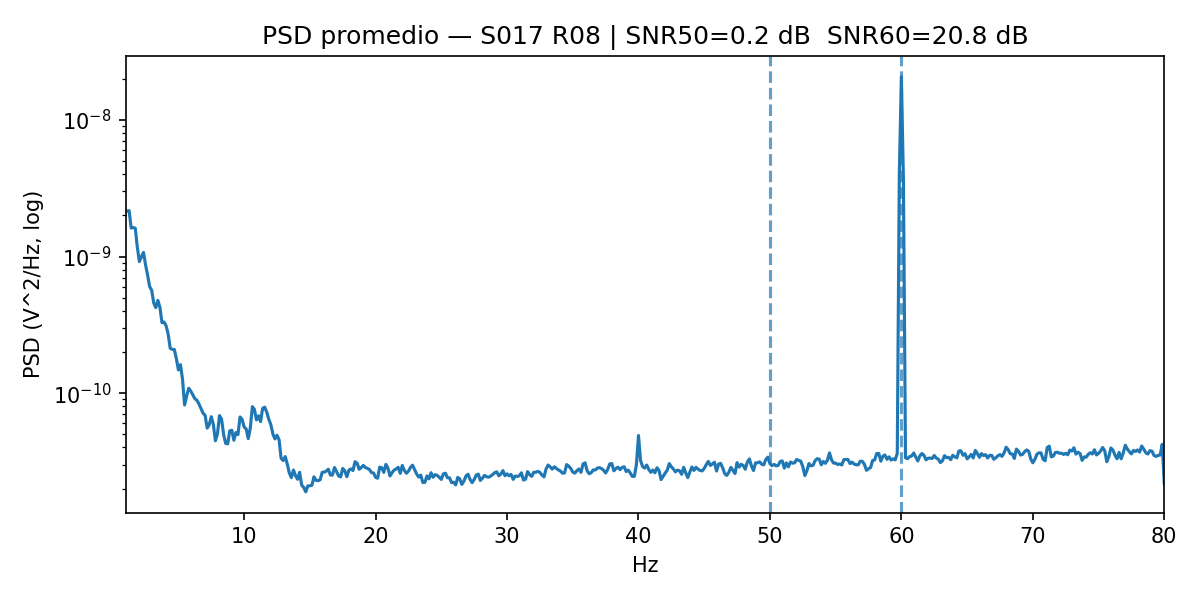 PSD promedio — S017 R08 | SNR50=0.2 dB  SNR60=20.8 dB
PSD (V^2/Hz, log)
10⁻⁸
10⁻⁹
10⁻¹⁰
10 20 30 40 50 60 70 80
Hz